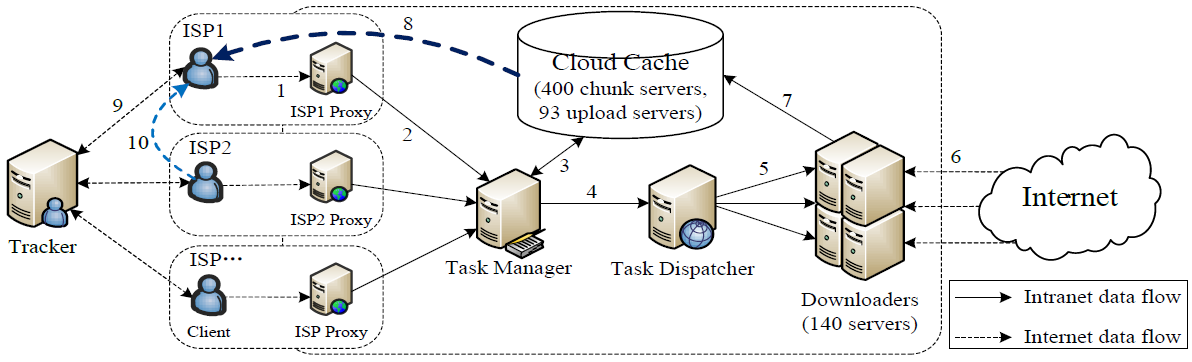 ISP1
8
1
ISP1 Proxy
9
10
ISP2
ISP2 Proxy
Tracker
ISP···
Client
ISP Proxy
2
Cloud Cache
(400 chunk servers,
93 upload servers)
3
7
4
5
6
Task Manager
Task Dispatcher
Downloaders
(140 servers)
Internet
Intranet data flow
Internet data flow